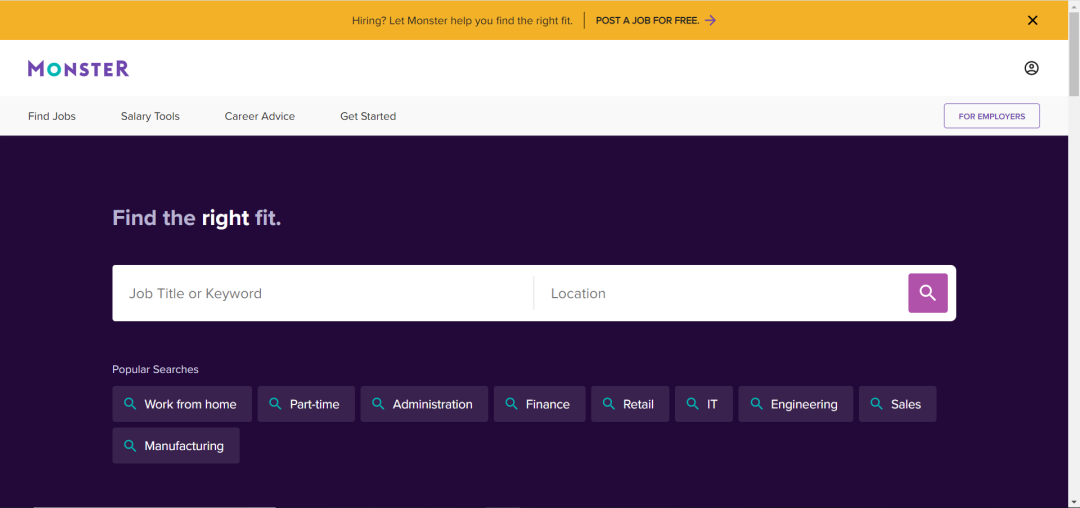 Hiring? Let Monster help you find the right fit. POST A JOB FOR FREE.
MONSTER
Find Jobs Salary Tools Career Advice Get Started FOR EMPLOYERS
Find the right fit.
Job Title or Keyword Location
Popular Searches
Work from home Part-time Administration Finance Retail IT Engineering Sales
Manufacturing